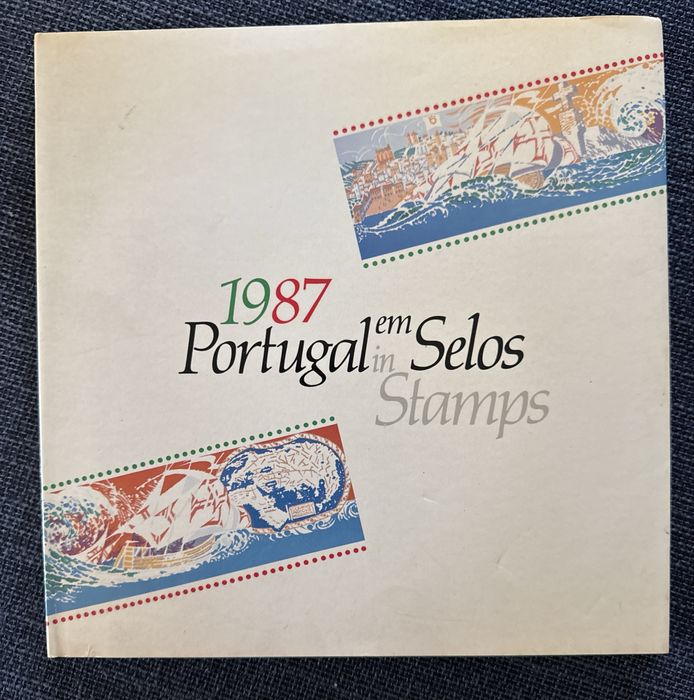 1987
Portugal em Selos
in
Stamps